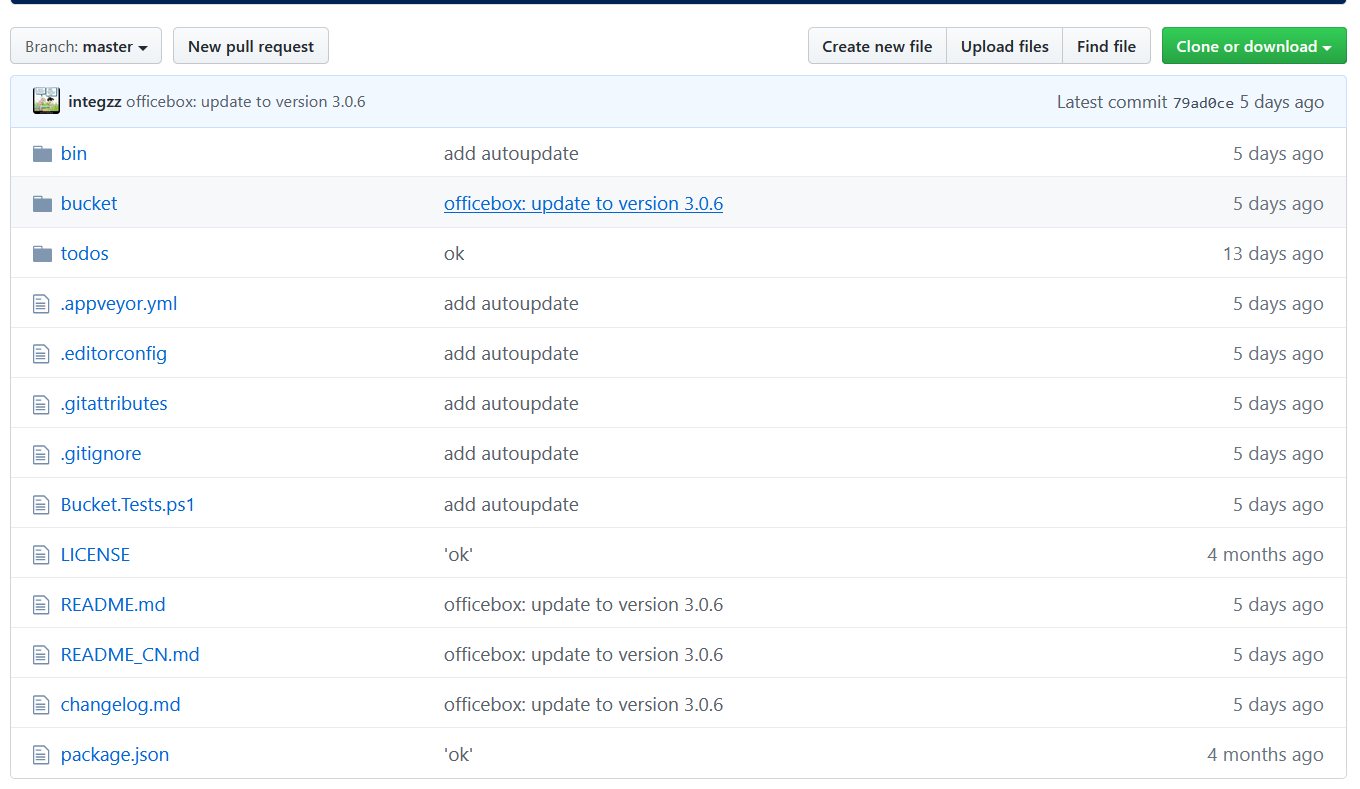 Branch: master New pull request Create new file Upload files Find file Clone or download
integzz officebox: update to version 3.0.6 Latest commit 79ad0ce 5 days ago
bin add autoupdate 5 days ago
bucket officebox: update to version 3.0.6 5 days ago
todos ok 13 days ago
.appveyor.yml add autoupdate 5 days ago
.editorconfig add autoupdate 5 days ago
.gitattributes add autoupdate 5 days ago
.gitignore add autoupdate 5 days ago
Bucket.Tests.ps1 add autoupdate 5 days ago
LICENSE 'ok' 4 months ago
README.md officebox: update to version 3.0.6 5 days ago
README_CN.md officebox: update to version 3.0.6 5 days ago
changelog.md officebox: update to version 3.0.6 5 days ago
package.json 'ok' 4 months ago